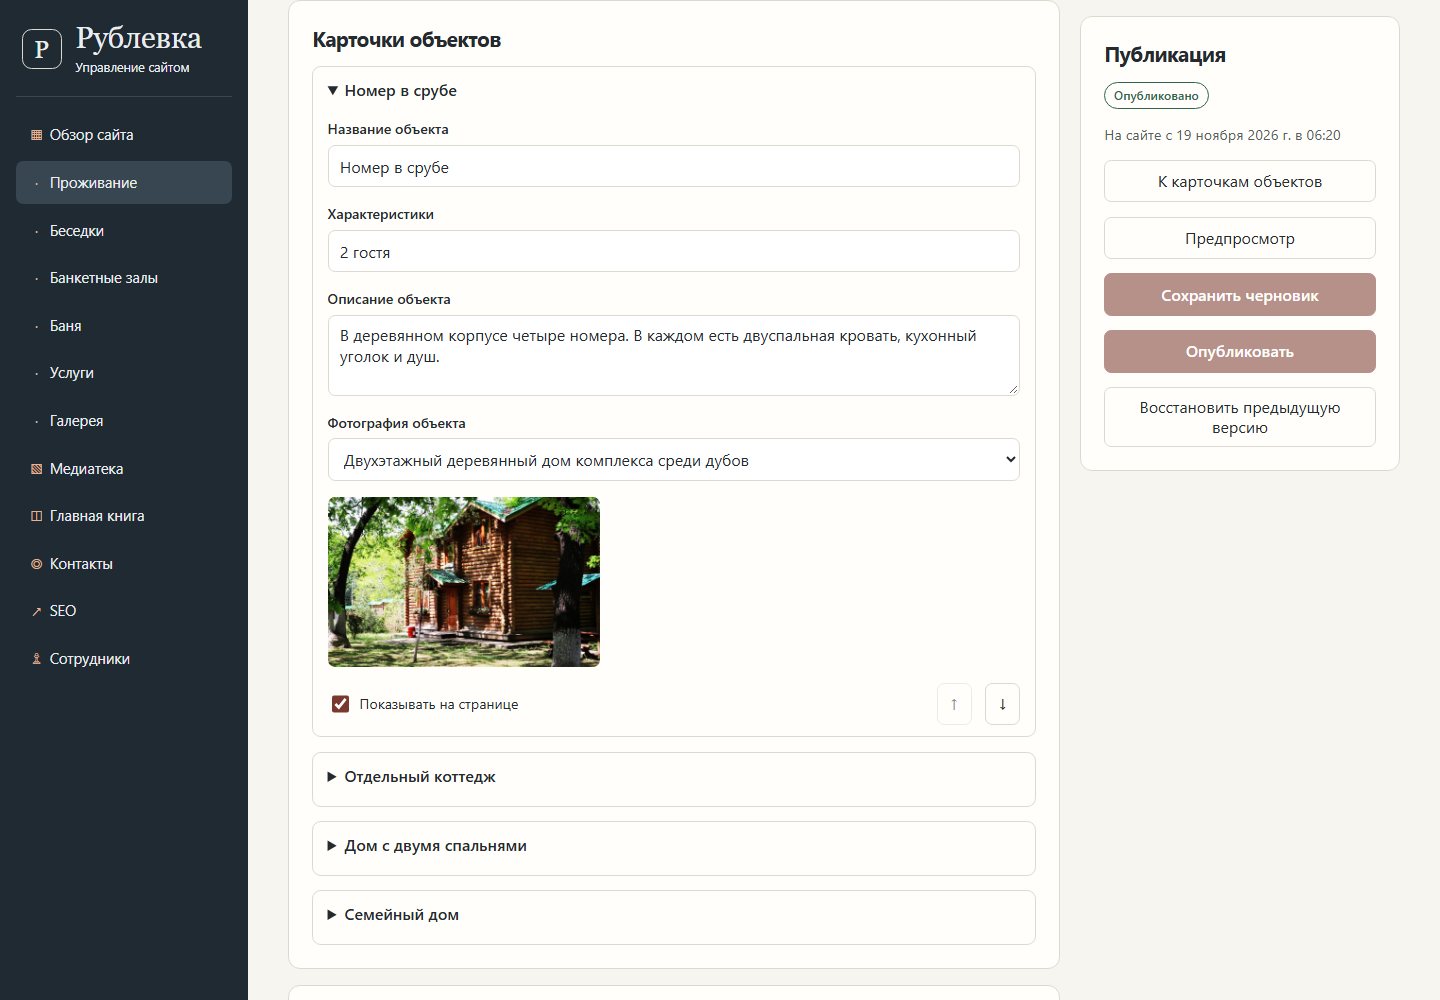 Р
Рублевка
Управление сайтом
Обзор сайта
Проживание
Беседки
Банкетные залы
Баня
Услуги
Галерея
Медиатека
Главная книга
Контакты
SEO
Сотрудники
Карточки объектов
Номер в срубе
Название объекта
Номер в срубе
Характеристики
2 гостя
Описание объекта
В деревянном корпусе четыре номера. В каждом есть двуспальная кровать, кухонный
уголок и душ.
Фотография объекта
Двухэтажный деревянный дом комплекса среди дубов
Показывать на странице
↑ ↓
Отдельный коттедж
Дом с двумя спальнями
Семейный дом
Публикация
Опубликовано
На сайте с 19 ноября 2026 г. в 06:20
К карточкам объектов
Предпросмотр
Сохранить черновик
Опубликовать
Восстановить предыдущую
версию